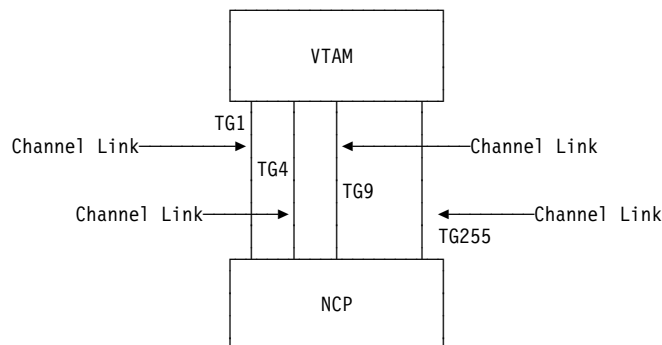 VTAM
TG1
Channel Link
Channel Link
TG4
TG9
Channel Link
Channel Link
TG255
NCP